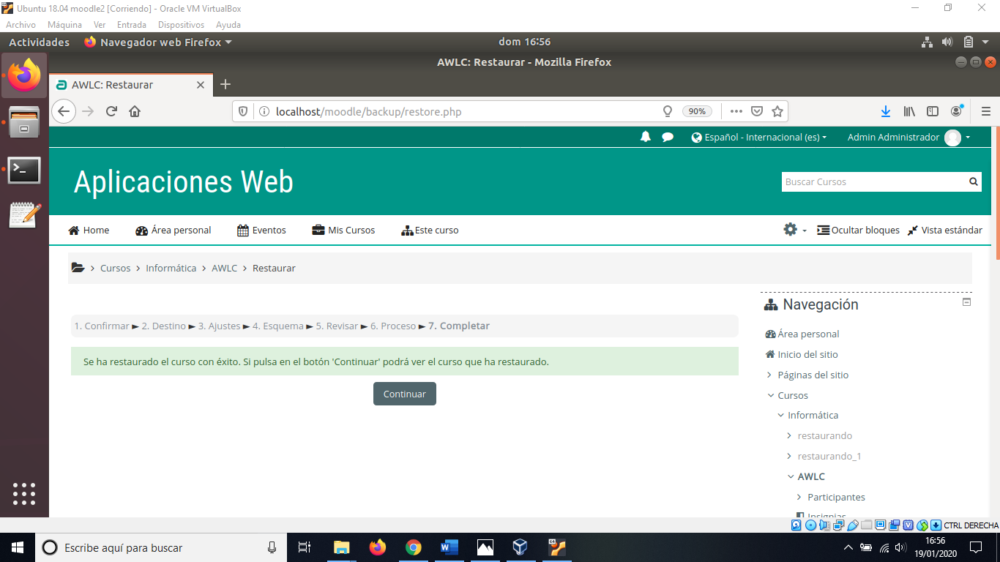 Ubuntu 18.04 moodle2 [Corriendo] - Oracle VM VirtualBox
Archivo Máquina Ver Entrada Dispositivos Ayuda
Actividades Navegador web Firefox dom 16:56
AWLC: Restaurar - Mozilla Firefox
AWLC: Restaurar
localhost/moodle/backup/restore.php 90%
Español - Internacional (es) Admin Administrador
Aplicaciones Web
Buscar Cursos
Home Área personal Eventos Mis Cursos Este curso Ocultar bloques Vista estándar
Cursos > Informática > AWLC > Restaurar
Navegación
1. Confirmar ► 2. Destino ► 3. Ajustes ► 4. Esquema ► 5. Revisar ► 6. Proceso ► 7. Completar
Se ha restaurado el curso con éxito. Si pulsa en el botón 'Continuar' podrá ver el curso que ha restaurado.
Continuar
Área personal
Inicio del sitio
Páginas del sitio
Cursos
Informática
restaurando
restaurando_1
AWLC
Participantes
Insignias
CTRL DERECHA
Escribe aquí para buscar
16:56
19/01/2020